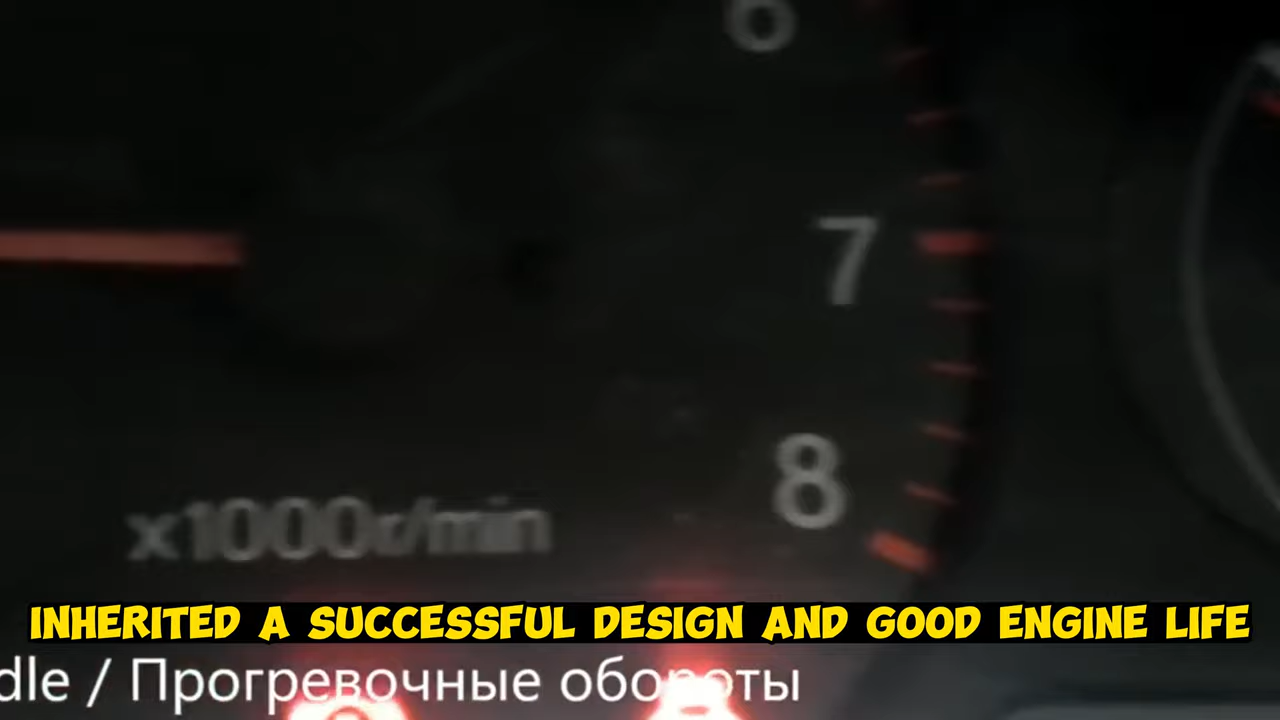 6
7
8
x1000r/min
INHERITED A SUCCESSFUL DESIGN AND GOOD ENGINE LIFE
dle / Прогревочные обороты